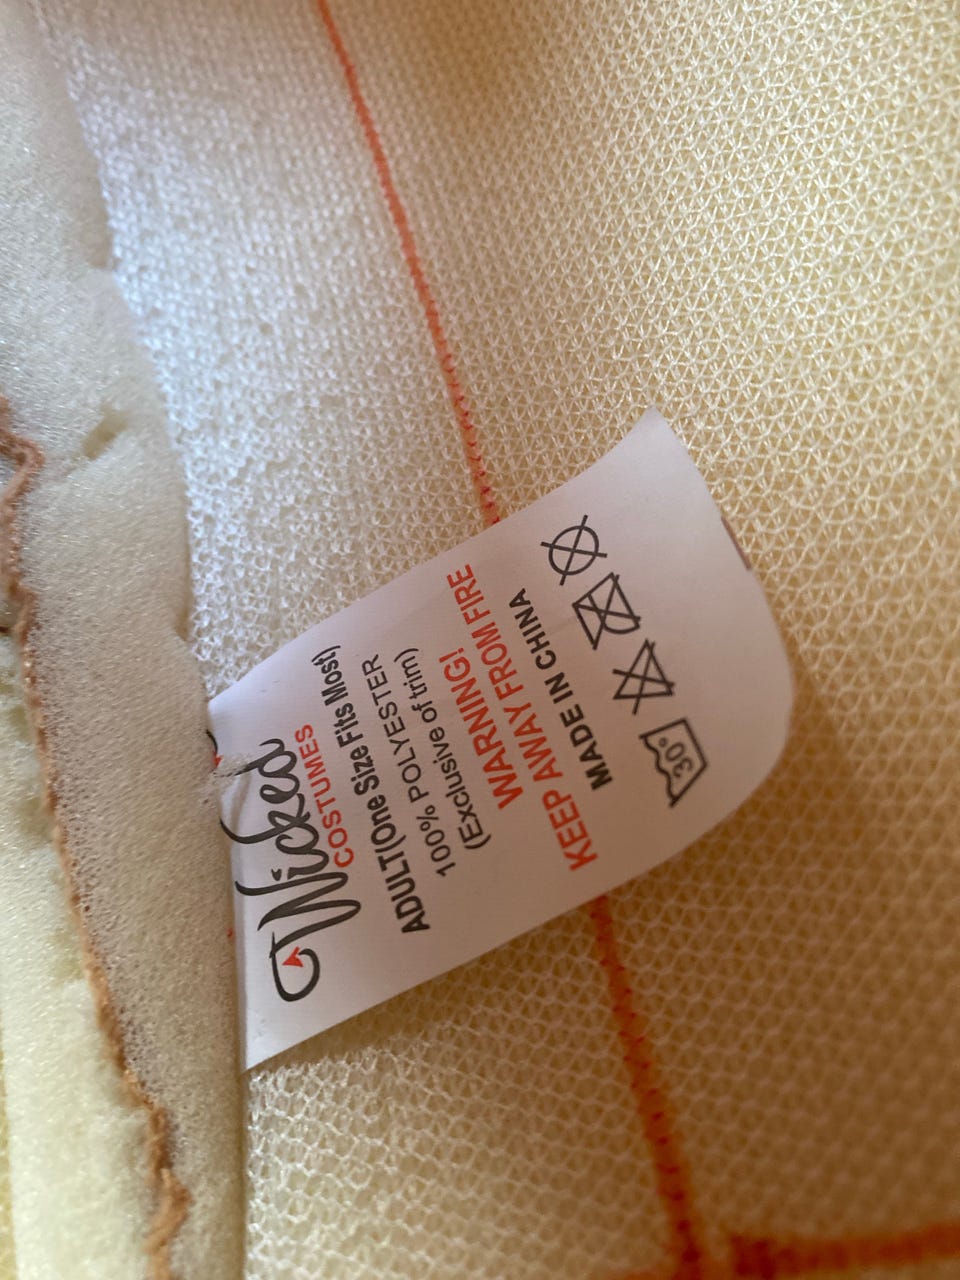 Wicked
COSTUMES
ADULT(One Size Fits Most)
100% POLYESTER
(Exclusive of trim)
WARNING!
KEEP AWAY FROM FIRE
MADE IN CHINA
30°